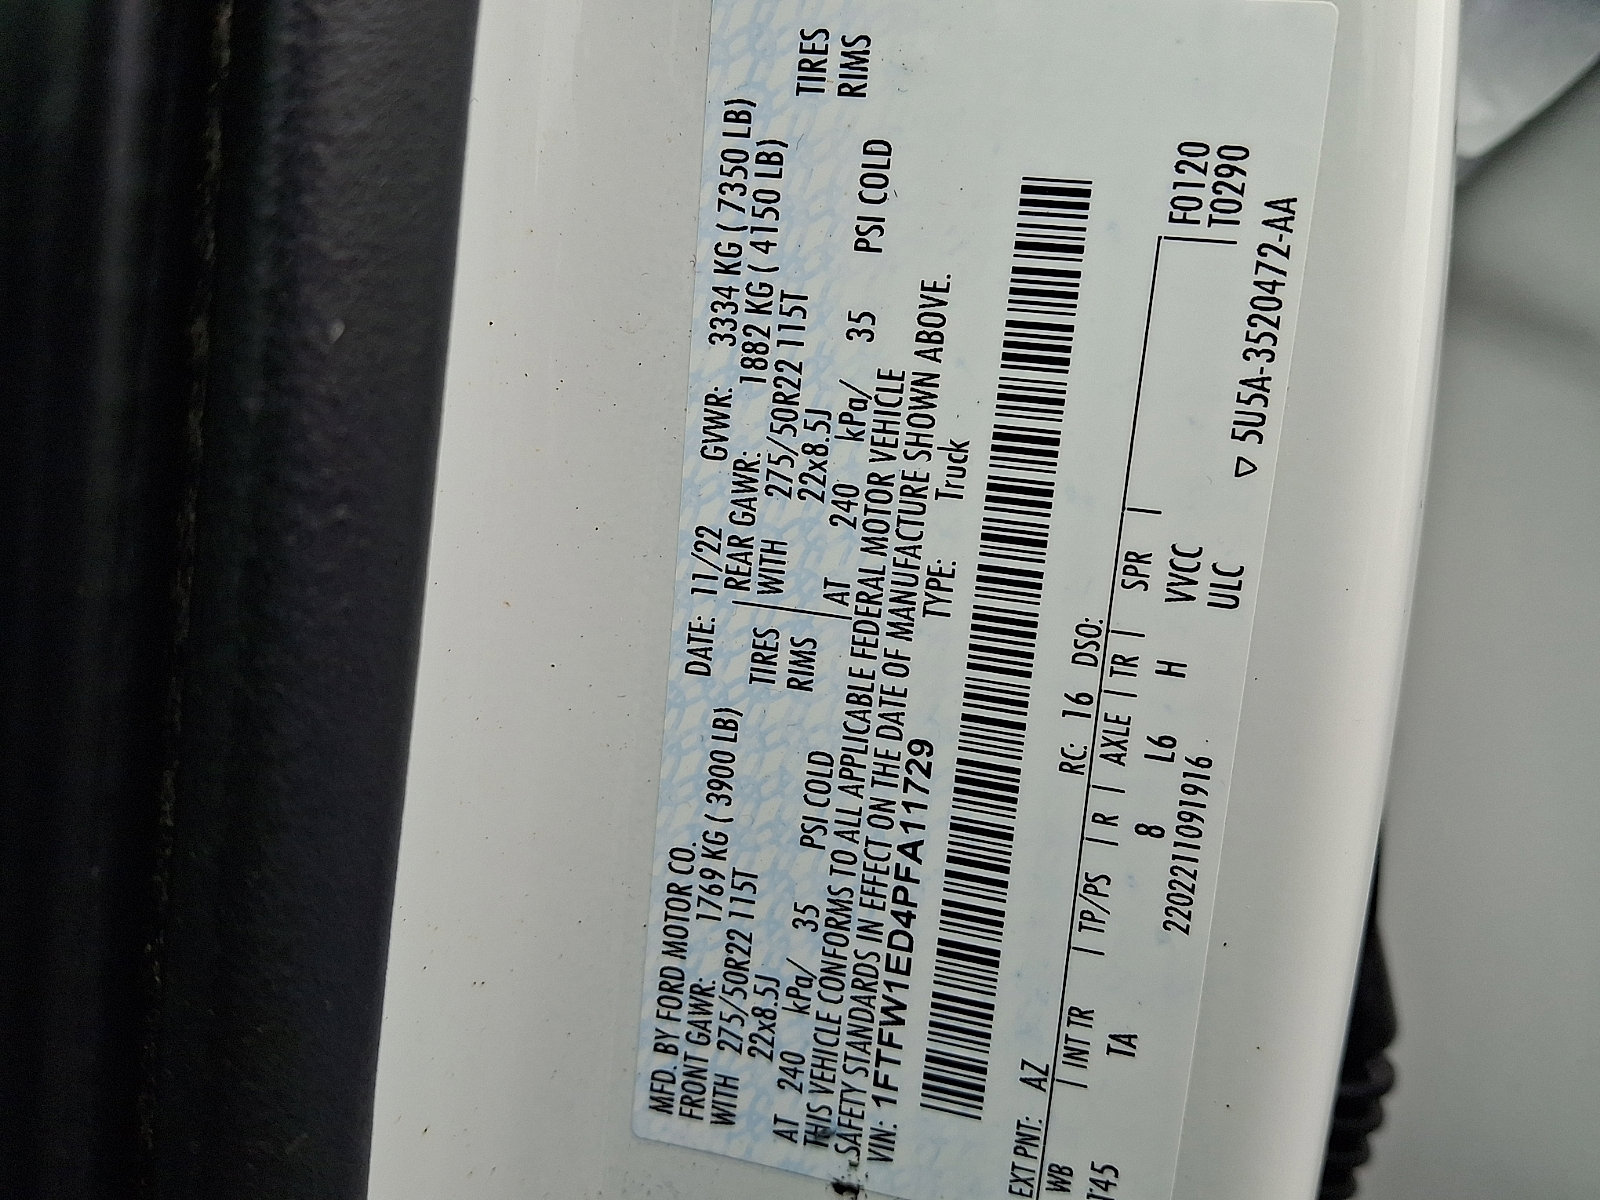 MFD. BY FORD MOTOR CO.
DATE: 11/22 GVWR: 3334 KG ( 7350 LB)
FRONT GAWR: 1769 KG ( 3900 LB)
REAR GAWR: 1882 KG ( 4150 LB)
WITH 275/50R22 115T TIRES
WITH 275/50R22 115T TIRES
22x8.5J RIMS
22x8.5J RIMS
AT 240 kPa/ 35 PSI COLD
AT 240 kPa/ 35 PSI COLD
THIS VEHICLE CONFORMS TO ALL APPLICABLE FEDERAL MOTOR VEHICLE
SAFETY STANDARDS IN EFFECT ON THE DATE OF MANUFACTURE SHOWN ABOVE.
VIN: 1FTFW1ED4PFA11729 TYPE: Truck
EXT PNT: AZ RC: 16 DSO:
WB | INT TR | TP/PS | R | AXLE | TR | SPR | F0120
145 TA 8 L6 H VVCC T0290
2202211091916 ULC
▽ 5U5A-3520472-AA